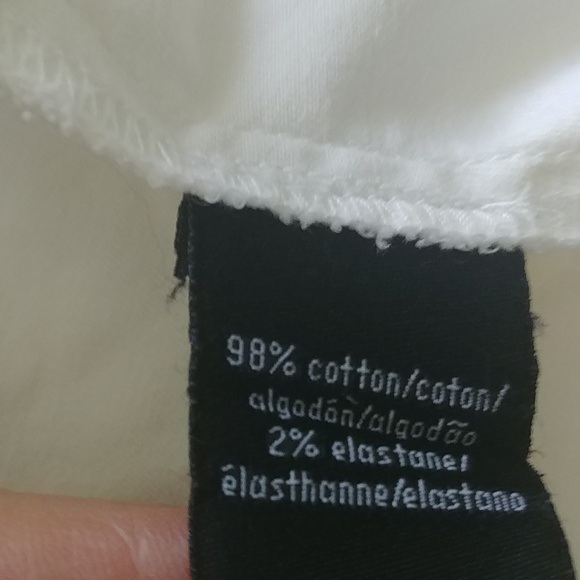 98% cotton/coton/
algodón/algodão
2% elastane/
élasthanne/elastano